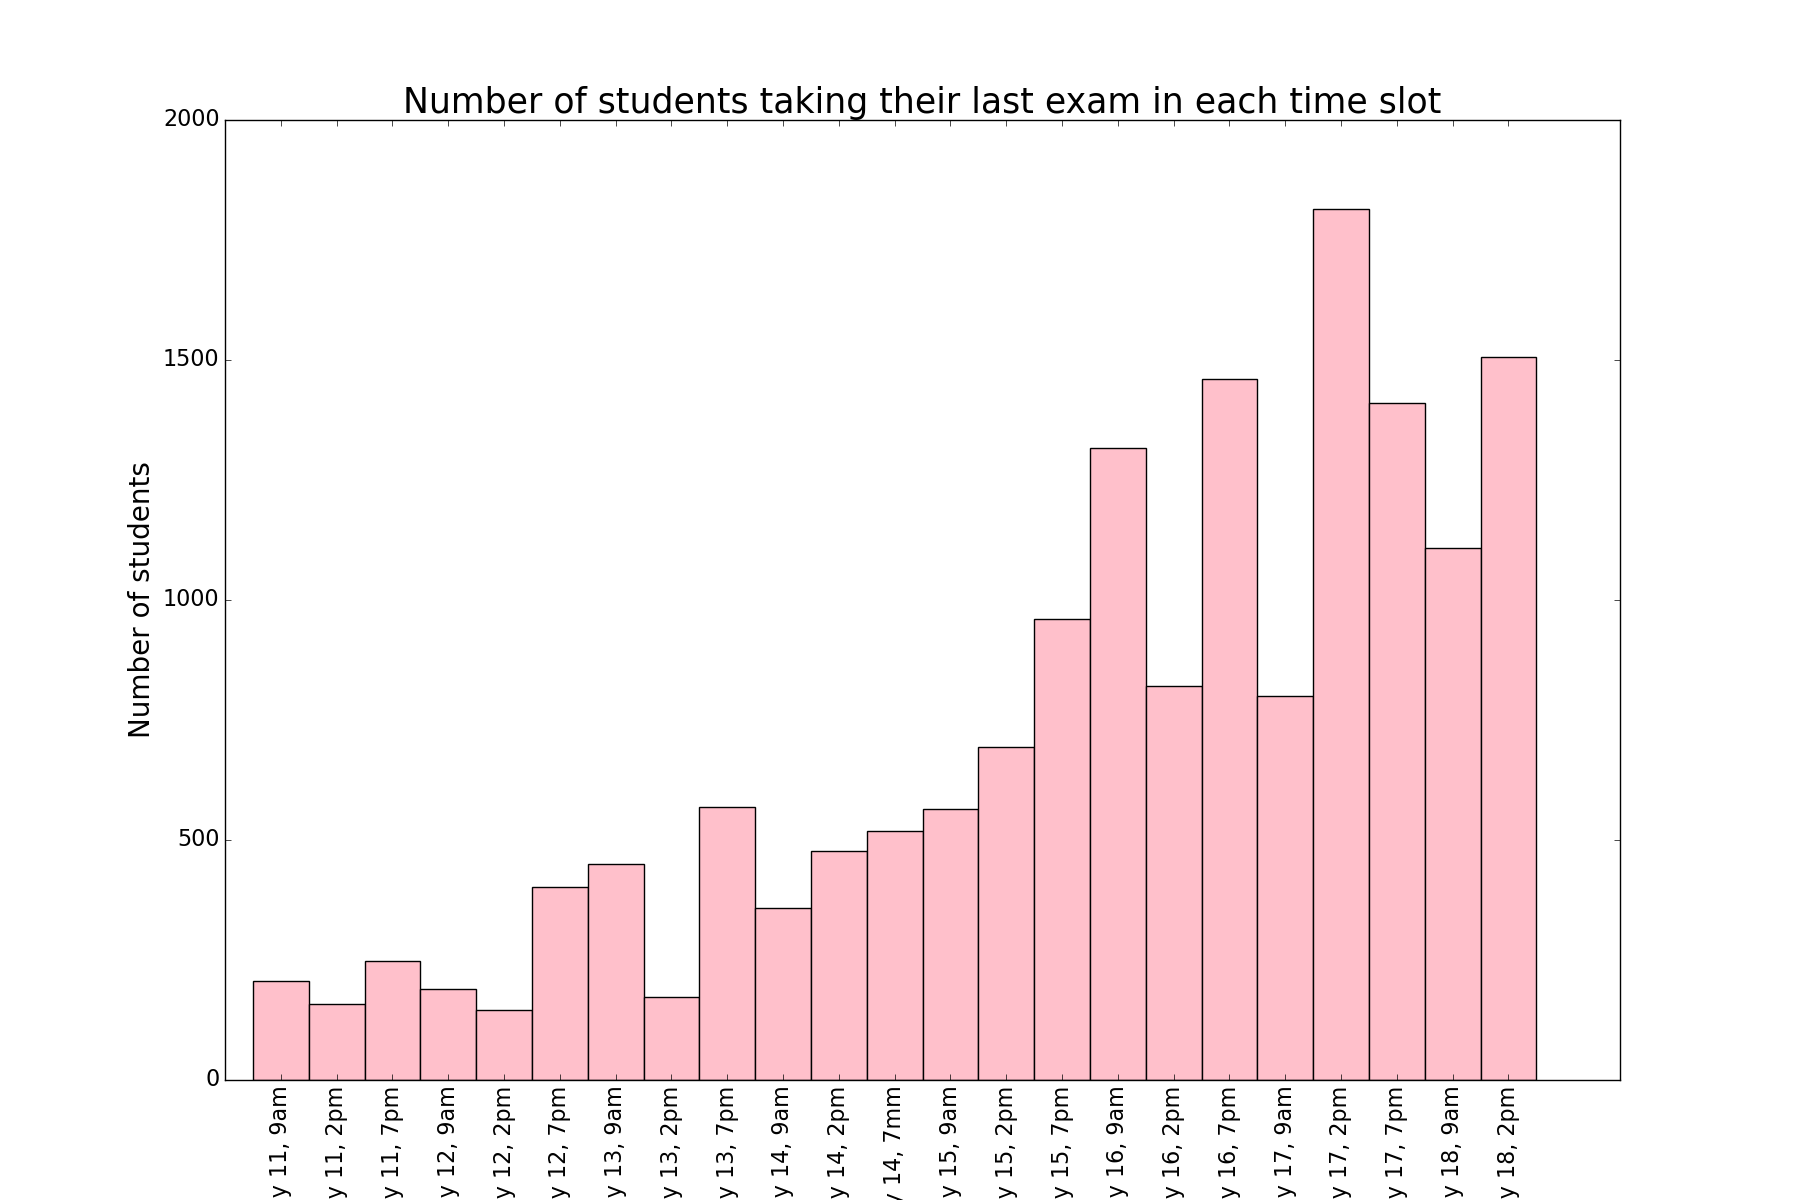 Number of students taking their last exam in each time slot
Number of students
2000
1500
1000
500
0
y 11, 9am
y 11, 2pm
y 11, 7pm
y 12, 9am
y 12, 2pm
y 12, 7pm
y 13, 9am
y 13, 2pm
y 13, 7pm
y 14, 9am
y 14, 2pm
y 14, 7mm
y 15, 9am
y 15, 2pm
y 15, 7pm
y 16, 9am
y 16, 2pm
y 16, 7pm
y 17, 9am
y 17, 2pm
y 17, 7pm
y 18, 9am
y 18, 2pm